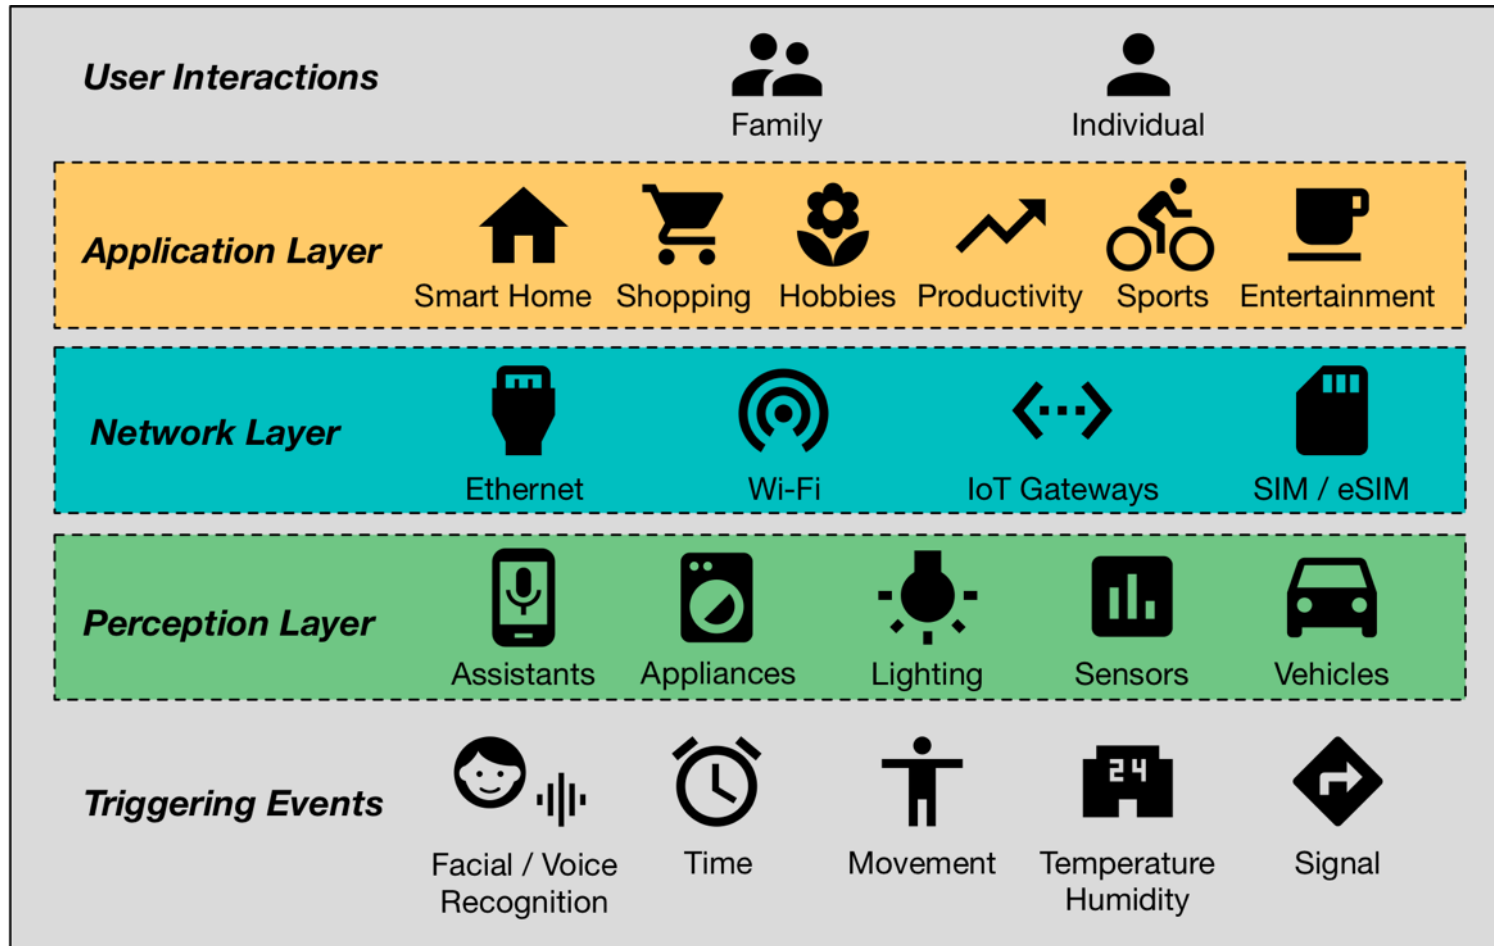 User Interactions
Family
Individual
Application Layer
Smart Home
Shopping
Hobbies
Productivity
Sports
Entertainment
Network Layer
Ethernet
Wi-Fi
IoT Gateways
SIM / eSIM
Perception Layer
Assistants
Appliances
Lighting
Sensors
Vehicles
Triggering Events
24
Facial / Voice
Recognition
Time
Movement
Temperature
Humidity
Signal